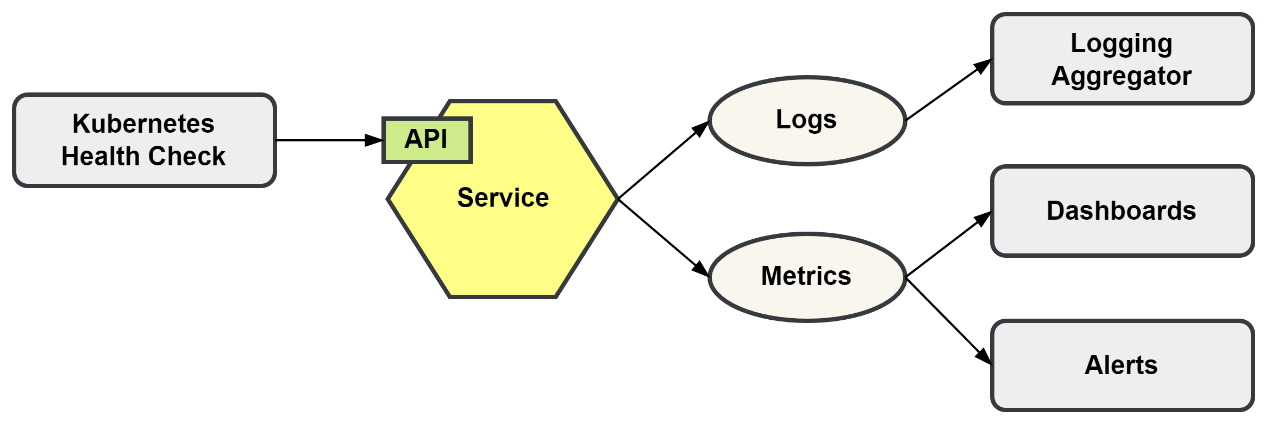 Kubernetes
Health Check
API
Service
Logs
Metrics
Logging
Aggregator
Dashboards
Alerts